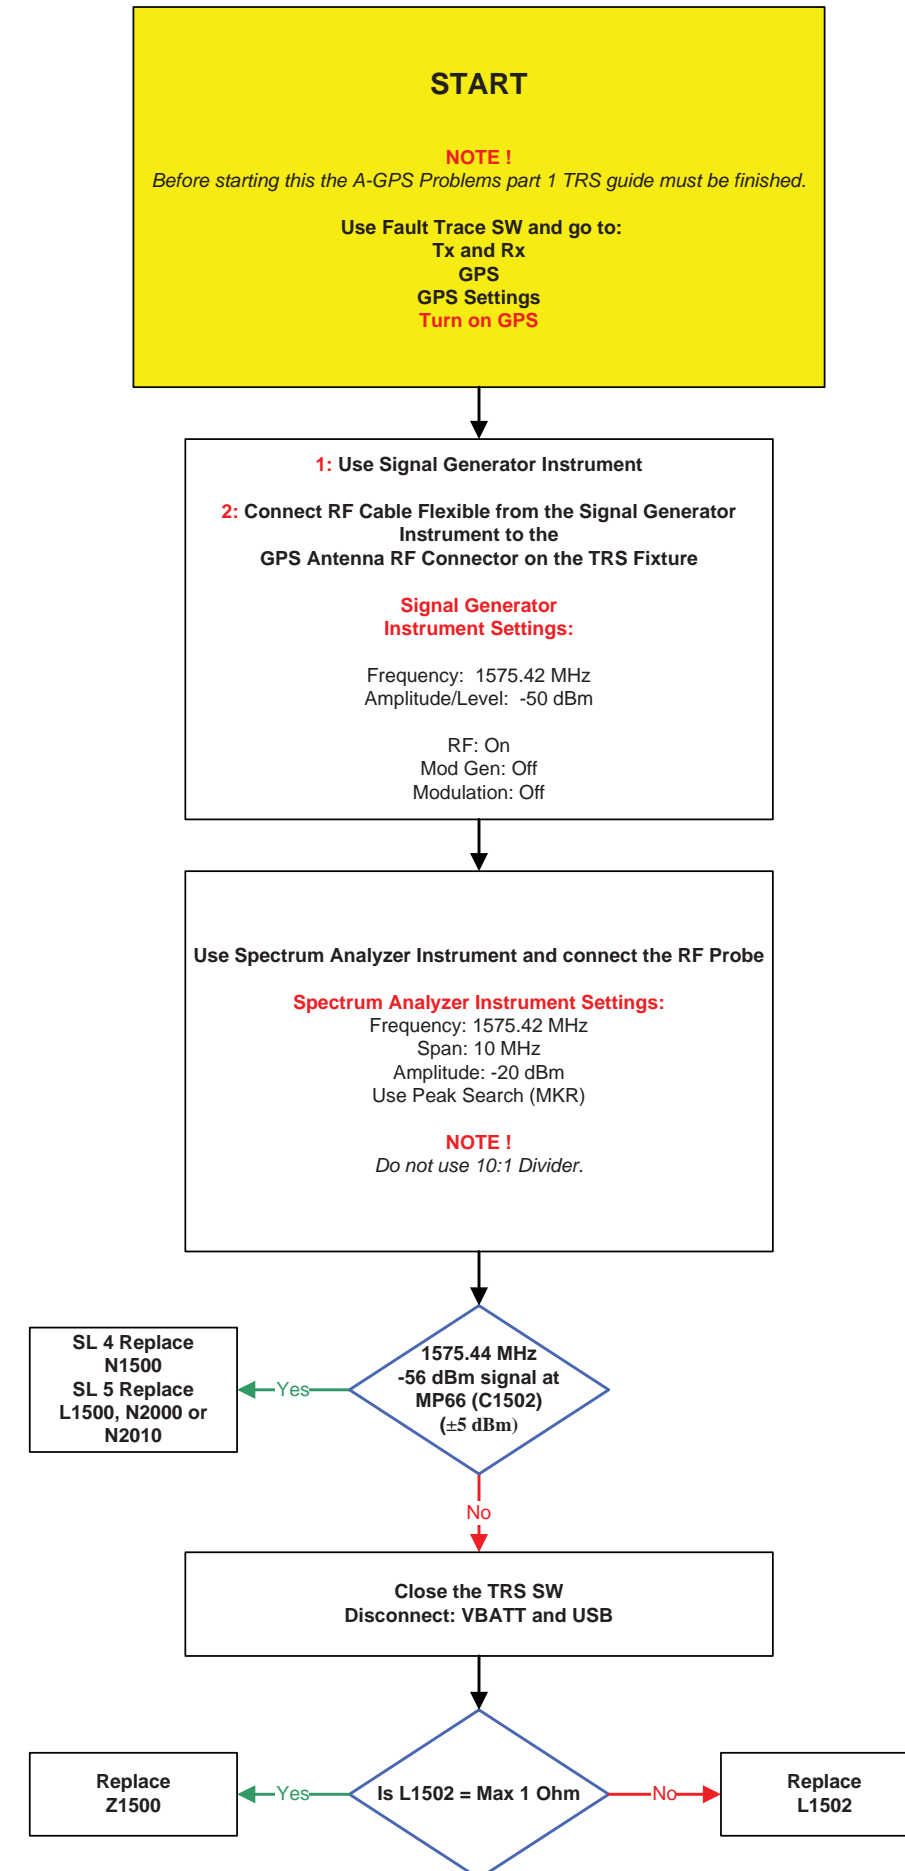 START
NOTE !
Before starting this the A-GPS Problems part 1 TRS guide must be finished.
Use Fault Trace SW and go to:
Tx and Rx
GPS
GPS Settings
Turn on GPS
1: Use Signal Generator Instrument
2: Connect RF Cable Flexible from the Signal Generator
Instrument to the
GPS Antenna RF Connector on the TRS Fixture
Signal Generator
Instrument Settings:
Frequency: 1575.42 MHz
Amplitude/Level: -50 dBm
RF: On
Mod Gen: Off
Modulation: Off
Use Spectrum Analyzer Instrument and connect the RF Probe
Spectrum Analyzer Instrument Settings:
Frequency: 1575.42 MHz
Span: 10 MHz
Amplitude: -20 dBm
Use Peak Search (MKR)
NOTE !
Do not use 10:1 Divider.
1575.44 MHz
-56 dBm signal at
MP66 (C1502)
(±5 dBm)
Yes
SL 4 Replace
N1500
SL 5 Replace
L1500, N2000 or
N2010
No
Close the TRS SW
Disconnect: VBATT and USB
Is L1502 = Max 1 Ohm
Yes
Replace
Z1500
No
Replace
L1502